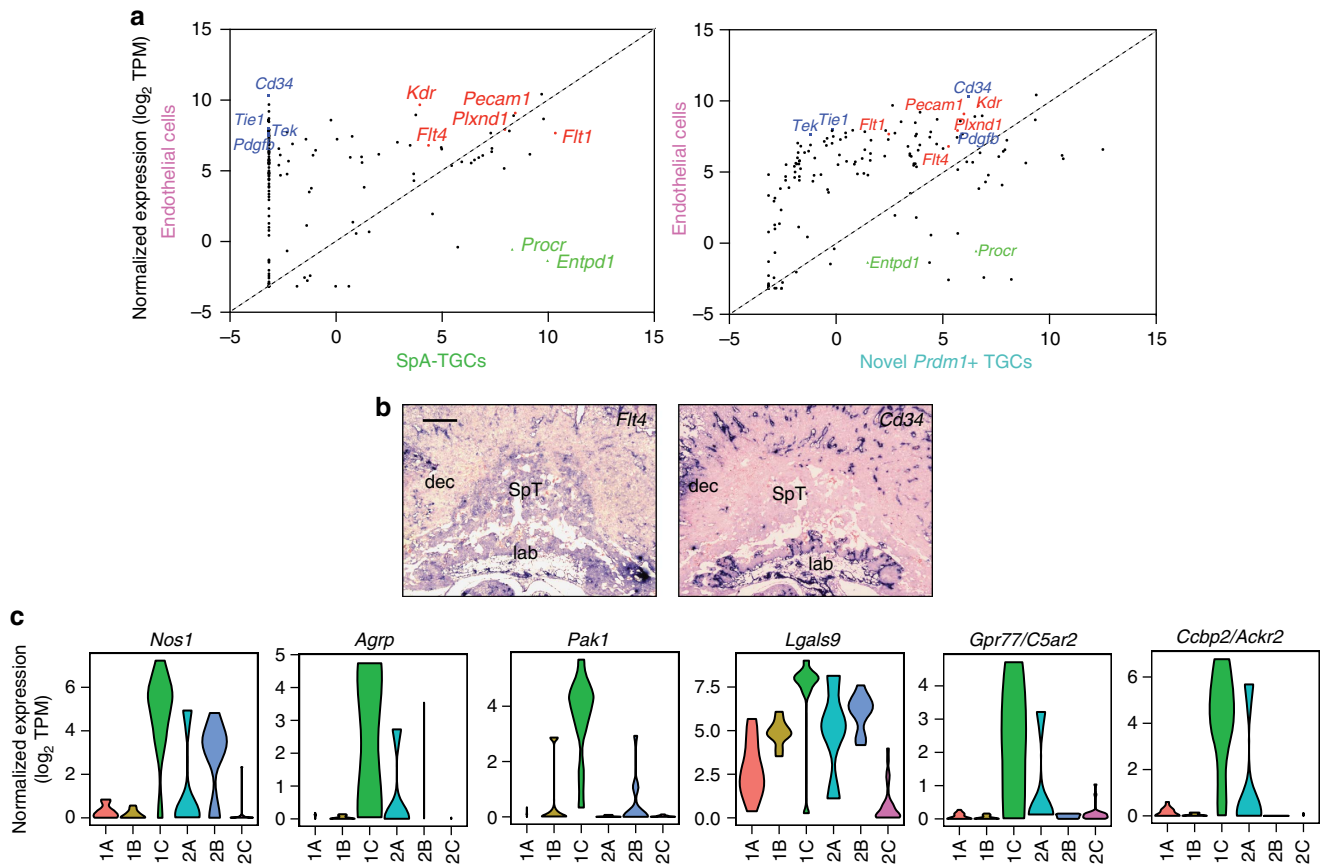 a
Normalized expression (log2 TPM)
Endothelial cells
15
10
5
0
–5
Cd34
Tie1
Tek
Pdgfb
Kdr
Flt4
Pecam1
Plxnd1
Flt1
Procr
Entpd1
–5 0 5 10 15
SpA-TGCs
Endothelial cells
15
10
5
0
–5
Cd34
Pecam1 Kdr
Tek Tie1 Flt1 Plxnd1
Pdgfb
Flt4
Entpd1 Procr
–5 0 5 10 15
Novel Prdm1+ TGCs
b
Flt4
dec
SpT
lab
Cd34
dec
SpT
lab
c
Normalized expression
(log2 TPM)
Nos1
6
4
2
0
1A 1B 1C 2A 2B 2C
Agrp
5
4
3
2
1
0
1A 1B 1C 2A 2B 2C
Pak1
4
2
0
1A 1B 1C 2A 2B 2C
Lgals9
7.5
5.0
2.5
0.0
1A 1B 1C 2A 2B 2C
Gpr77/C5ar2
4
3
2
1
0
1A 1B 1C 2A 2B 2C
Ccbp2/Ackr2
6
4
2
0
1A 1B 1C 2A 2B 2C